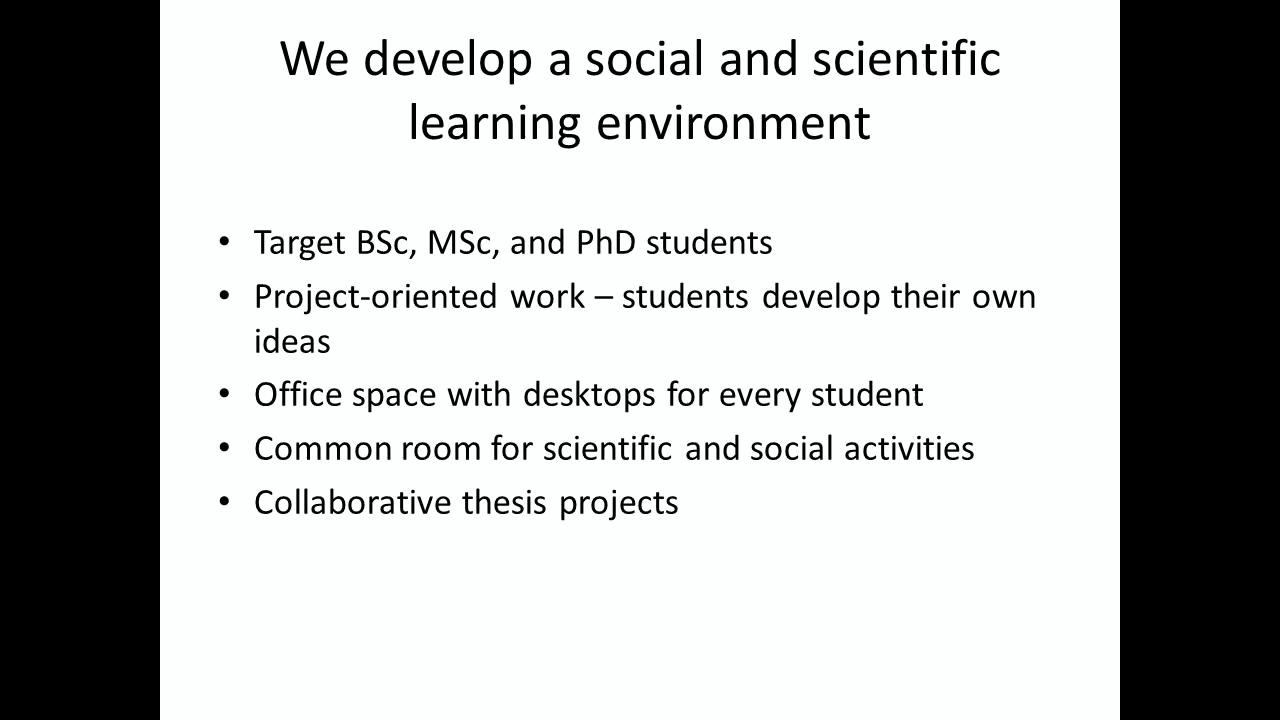 We develop a social and scientific
learning environment
• Target BSc, MSc, and PhD students
• Project-oriented work – students develop their own
ideas
• Office space with desktops for every student
• Common room for scientific and social activities
• Collaborative thesis projects